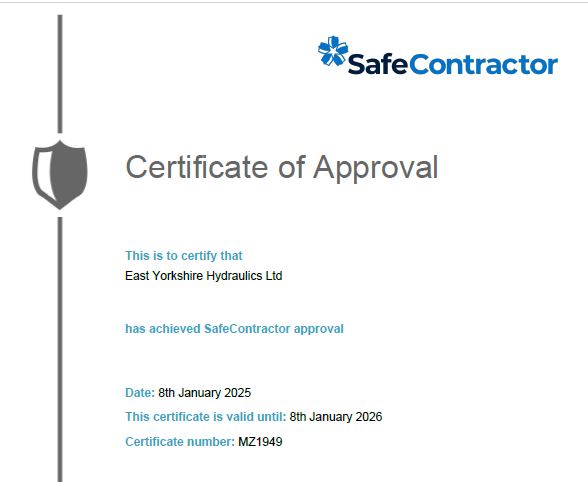 SafeContractor
Certificate of Approval
This is to certify that
East Yorkshire Hydraulics Ltd
has achieved SafeContractor approval
Date: 8th January 2025
This certificate is valid until: 8th January 2026
Certificate number: MZ1949